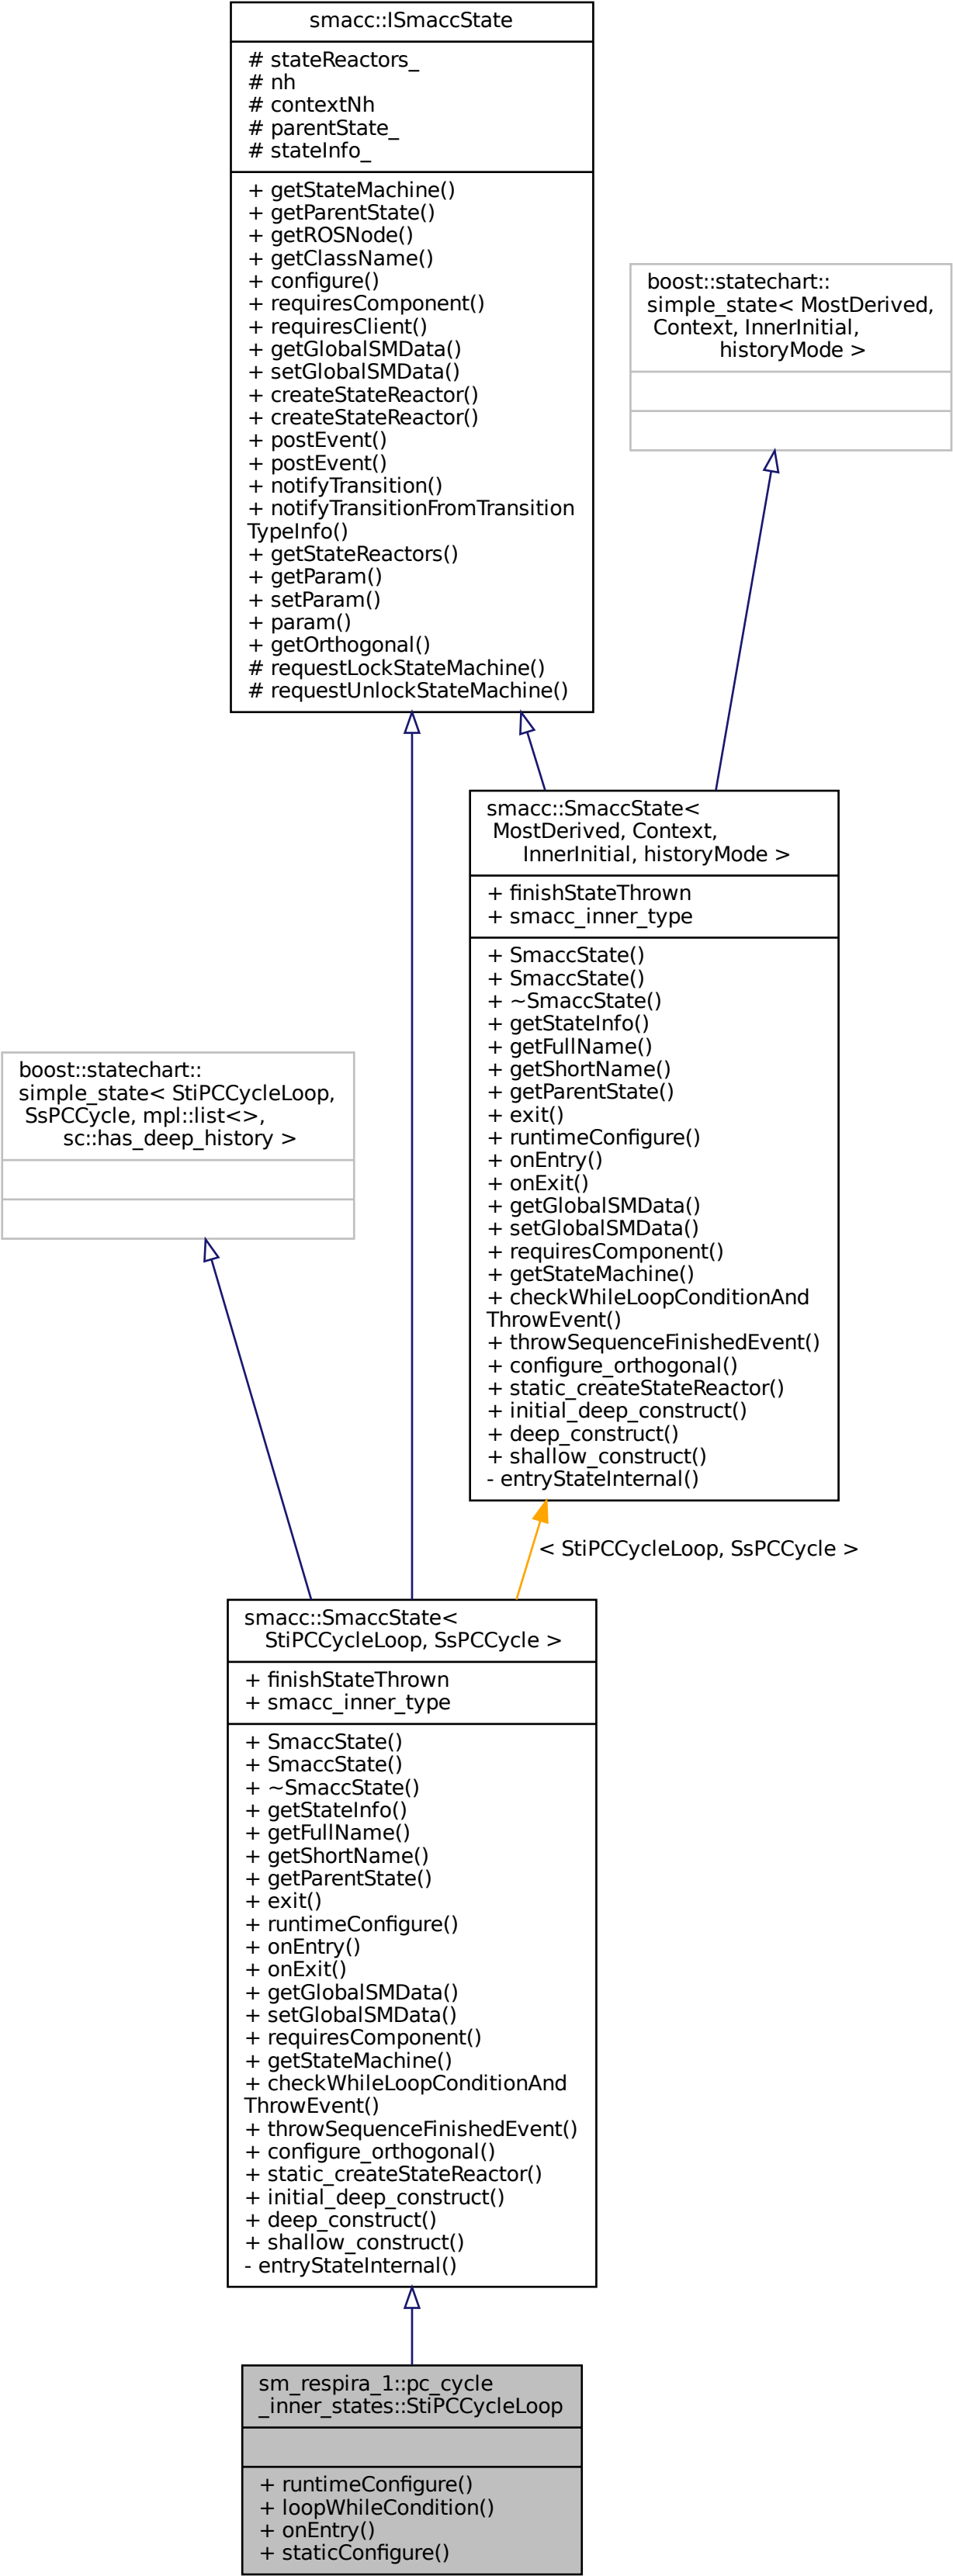 smacc::ISmaccState
# stateReactors_
# nh
# contextNh
# parentState_
# stateInfo_
+ getStateMachine()
+ getParentState()
+ getROSNode()
+ getClassName()
+ configure()
+ requiresComponent()
+ requiresClient()
+ getGlobalSMData()
+ setGlobalSMData()
+ createStateReactor()
+ createStateReactor()
+ postEvent()
+ postEvent()
+ notifyTransition()
+ notifyTransitionFromTransition
TypeInfo()
+ getStateReactors()
+ getParam()
+ setParam()
+ param()
+ getOrthogonal()
# requestLockStateMachine()
# requestUnlockStateMachine()
boost::statechart::
simple_state< MostDerived,
Context, InnerInitial,
historyMode >
smacc::SmaccState<
MostDerived, Context,
InnerInitial, historyMode >
+ finishStateThrown
+ smacc_inner_type
+ SmaccState()
+ SmaccState()
+ ~SmaccState()
+ getStateInfo()
+ getFullName()
+ getShortName()
+ getParentState()
+ exit()
+ runtimeConfigure()
+ onEntry()
+ onExit()
+ getGlobalSMData()
+ setGlobalSMData()
+ requiresComponent()
+ getStateMachine()
+ checkWhileLoopConditionAnd
ThrowEvent()
+ throwSequenceFinishedEvent()
+ configure_orthogonal()
+ static_createStateReactor()
+ initial_deep_construct()
+ deep_construct()
+ shallow_construct()
- entryStateInternal()
boost::statechart::
simple_state< StiPCCycleLoop,
SsPCCycle, mpl::list<>,
sc::has_deep_history >
< StiPCCycleLoop, SsPCCycle >
smacc::SmaccState<
StiPCCycleLoop, SsPCCycle >
+ finishStateThrown
+ smacc_inner_type
+ SmaccState()
+ SmaccState()
+ ~SmaccState()
+ getStateInfo()
+ getFullName()
+ getShortName()
+ getParentState()
+ exit()
+ runtimeConfigure()
+ onEntry()
+ onExit()
+ getGlobalSMData()
+ setGlobalSMData()
+ requiresComponent()
+ getStateMachine()
+ checkWhileLoopConditionAnd
ThrowEvent()
+ throwSequenceFinishedEvent()
+ configure_orthogonal()
+ static_createStateReactor()
+ initial_deep_construct()
+ deep_construct()
+ shallow_construct()
- entryStateInternal()
sm_respira_1::pc_cycle
_inner_states::StiPCCycleLoop
+ runtimeConfigure()
+ loopWhileCondition()
+ onEntry()
+ staticConfigure()